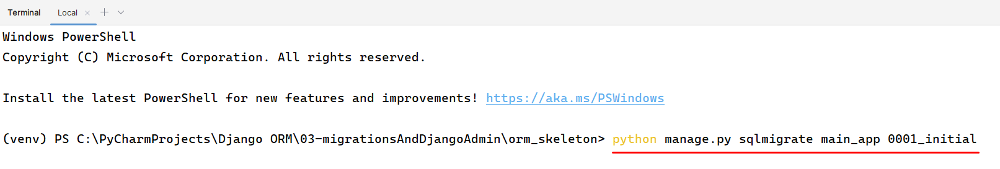 Terminal Local × +
Windows PowerShell
Copyright (C) Microsoft Corporation. All rights reserved.
Install the latest PowerShell for new features and improvements! https://aka.ms/PSWindows
(venv) PS C:\PyCharmProjects\Django ORM\03-migrationsAndDjangoAdmin\orm_skeleton> python manage.py sqlmigrate main_app 0001_initial